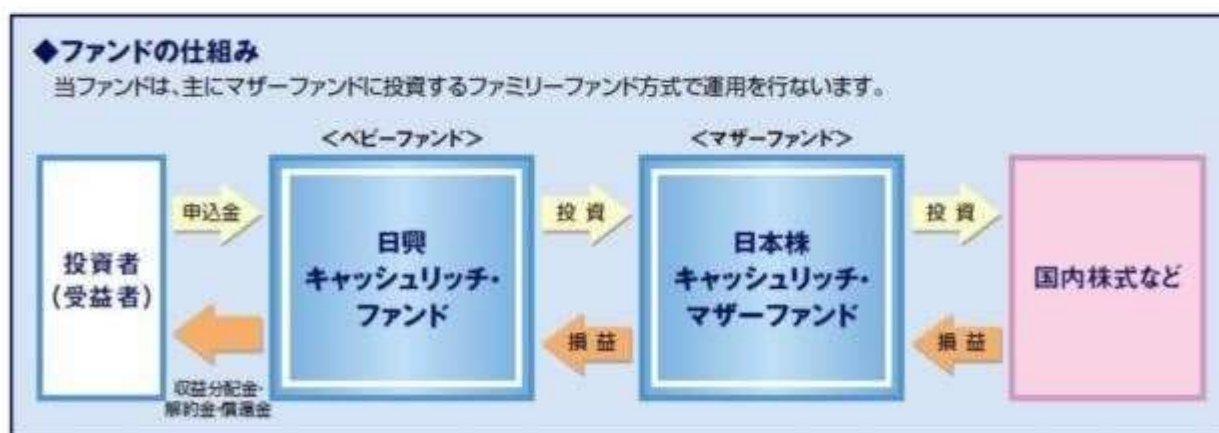 ◆ファンドの仕組み
当ファンドは、主にマザーファンドに投資するファミリーファンド方式で運用を行ないます。
＜ベビーファンド＞
＜マザーファンド＞
投資者
(受益者)
申込金
収益分配金・
解約金・償還金
日興
キャッシュリッチ・
ファンド
投資
損益
日本株
キャッシュリッチ・
マザーファンド
投資
損益
国内株式など